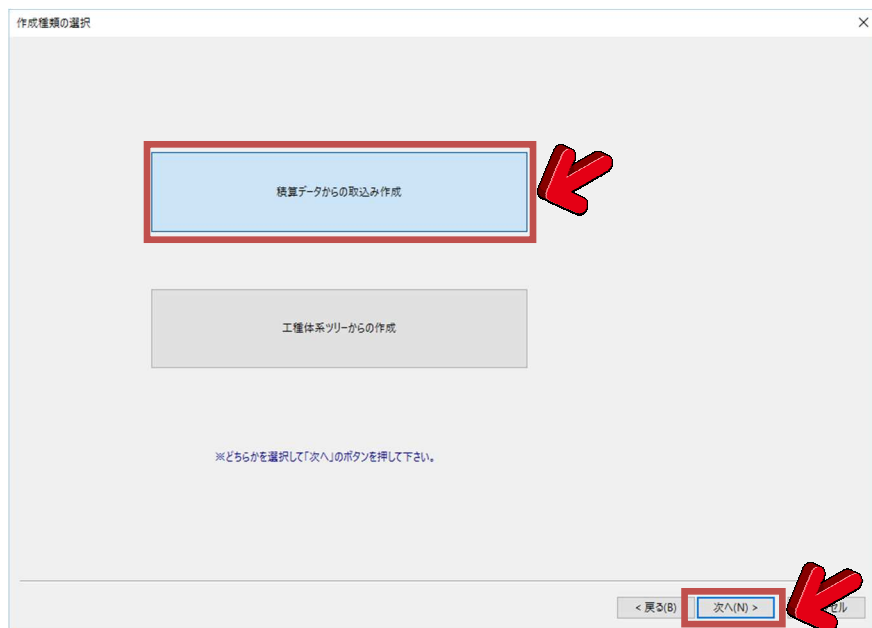 作成種類の選択
積算データからの取込み作成
工種体系ツリーからの作成
※どちらかを選択して「次へ」のボタンを押して下さい。
< 戻る(B) 次へ(N) > セル